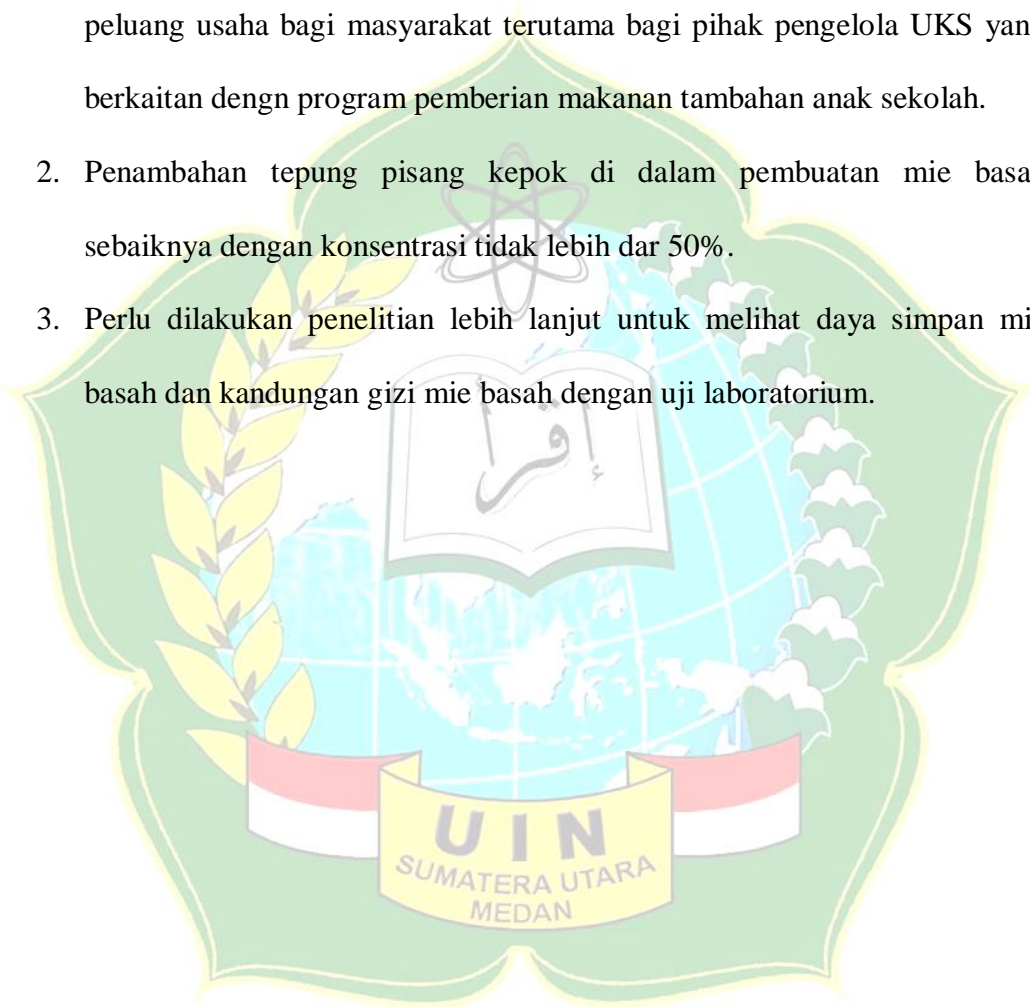 peluang usaha bagi masyarakat terutama bagi pihak pengelola UKS yan
berkaitan dengn program pemberian makanan tambahan anak sekolah.
2. Penambahan tepung pisang kepok di dalam pembuatan mie basa
sebaiknya dengan konsentrasi tidak lebih dar 50%.
3. Perlu dilakukan penelitian lebih lanjut untuk melihat daya simpan mi
basah dan kandungan gizi mie basah dengan uji laboratorium.
إقرأ
UIN
SUMATERA UTARA
MEDAN